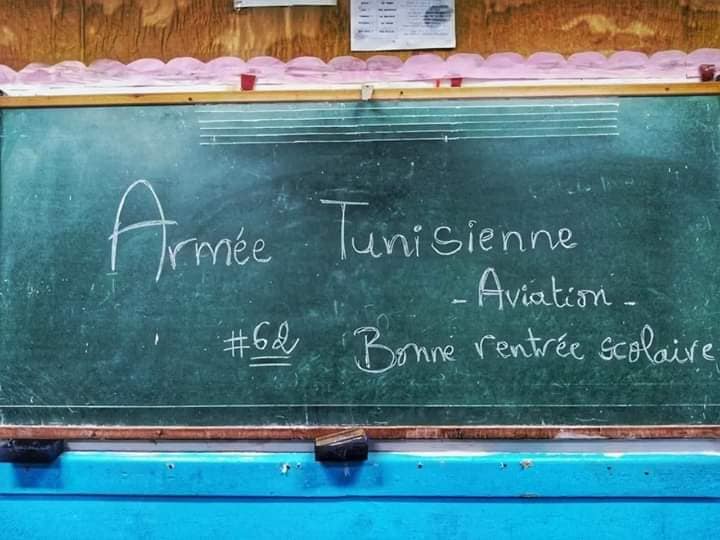 Armée Tunisienne
- Aviation -
#62 Bonne rentrée scolaire